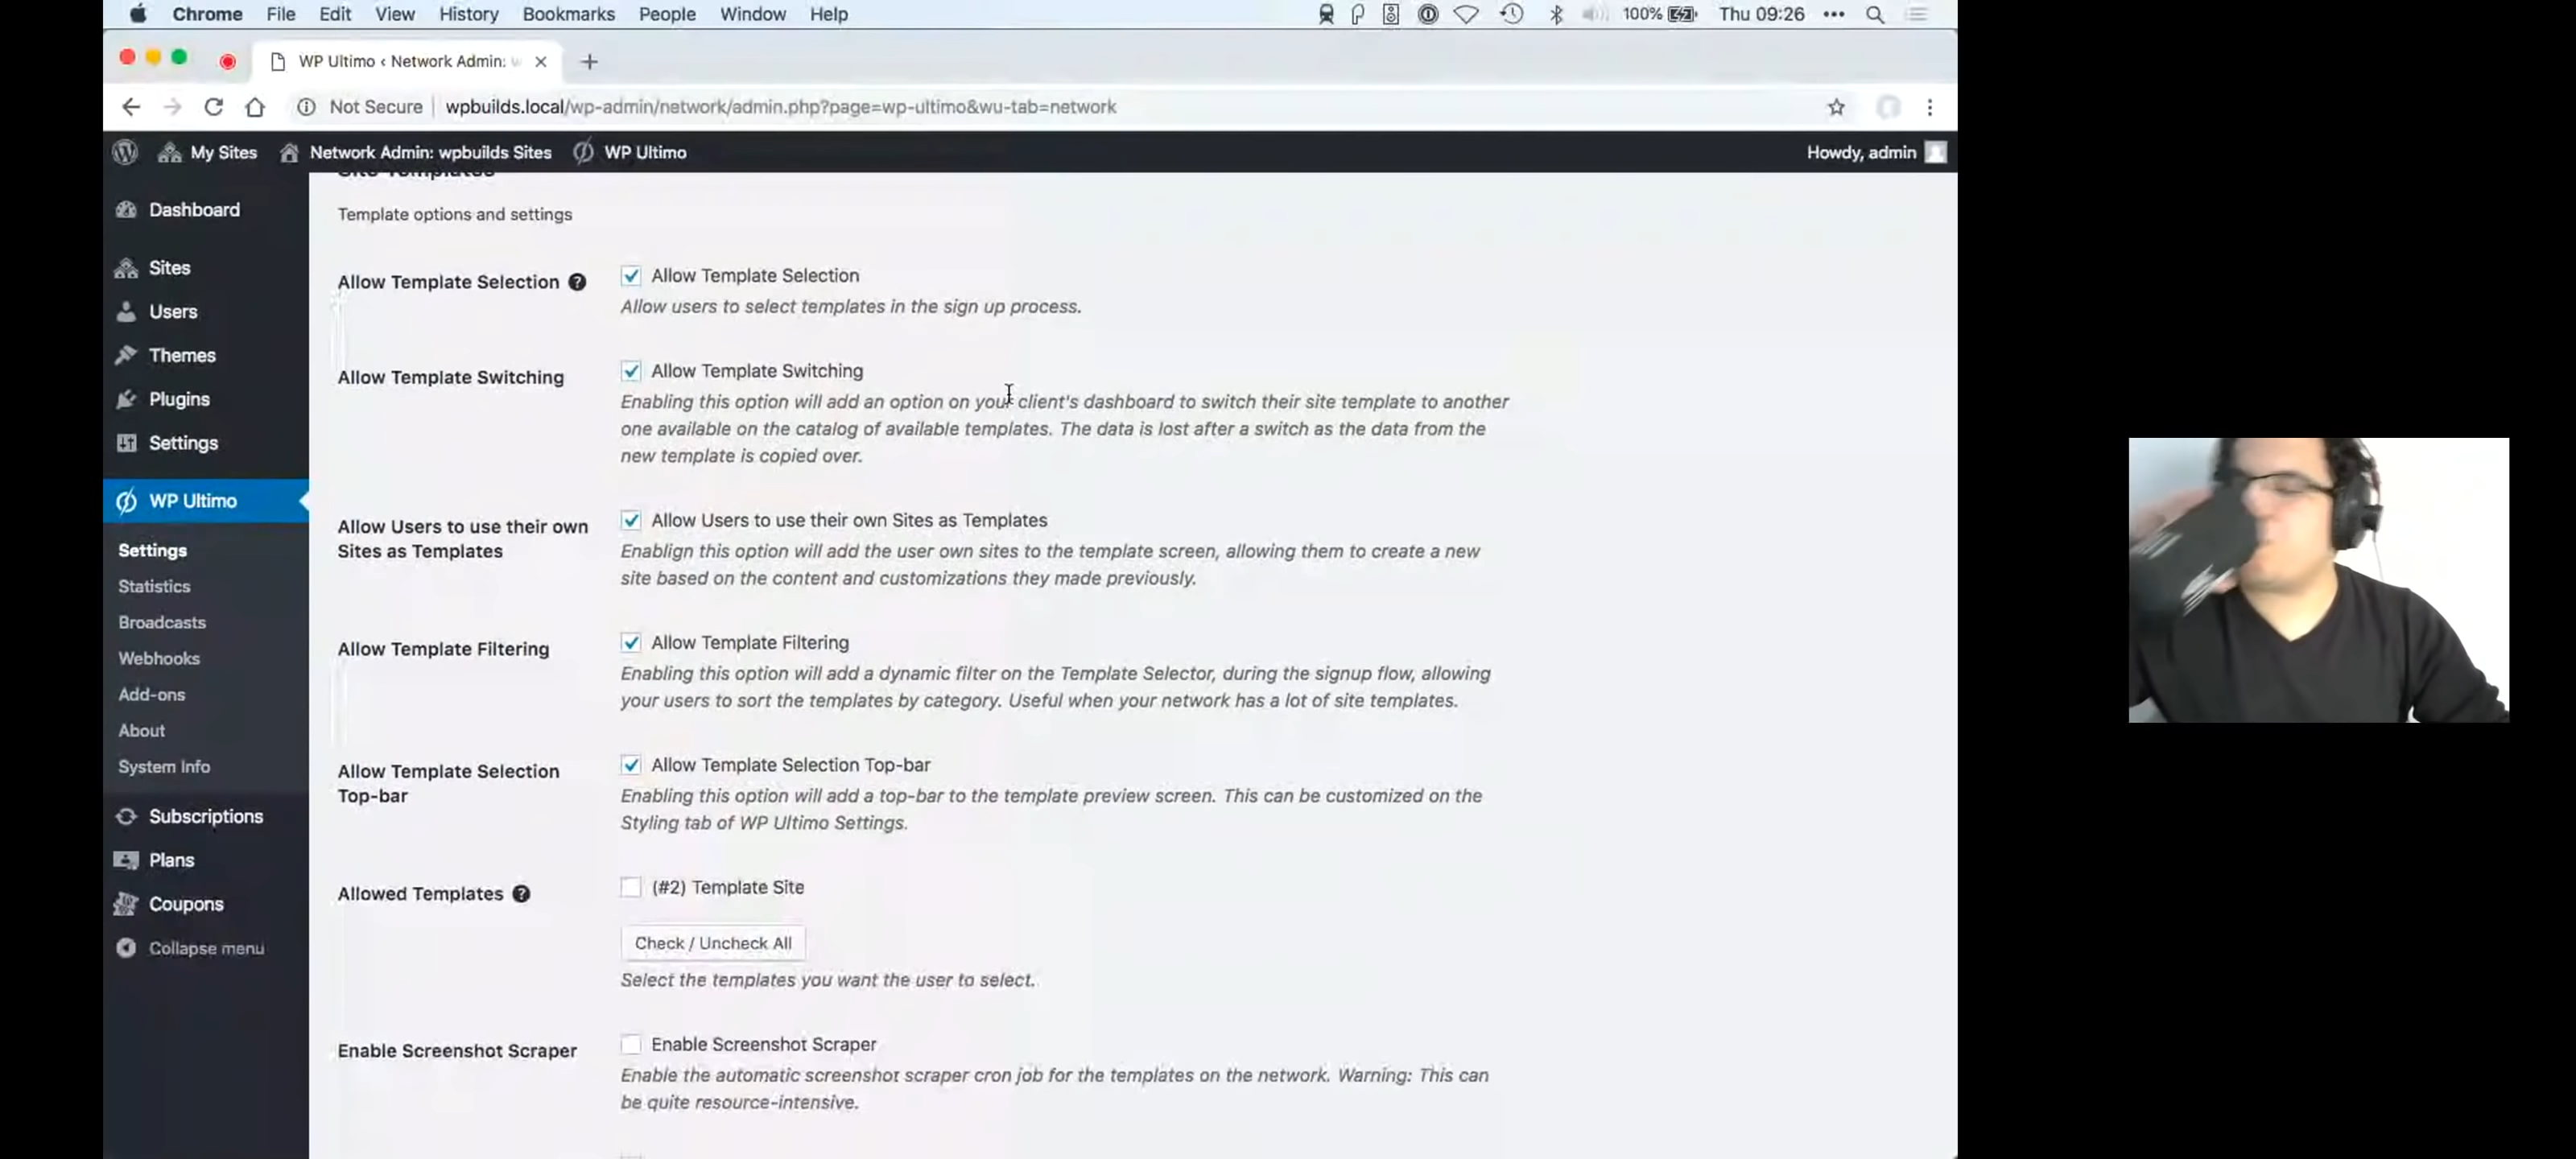 Chrome File Edit View History Bookmarks People Window Help 100% Thu 09:26
WP Ultimo ‹ Network Admin: w
Not Secure wpbuilds.local/wp-admin/network/admin.php?page=wp-ultimo&wu-tab=network
My Sites Network Admin: wpbuilds Sites WP Ultimo Howdy, admin
Dashboard
Sites
Users
Themes
Plugins
Settings
WP Ultimo
Settings
Statistics
Broadcasts
Webhooks
Add-ons
About
System Info
Subscriptions
Plans
Coupons
Collapse menu
Site Templates
Template options and settings
Allow Template Selection
Allow Template Selection
Allow users to select templates in the sign up process.
Allow Template Switching
Allow Template Switching
Enabling this option will add an option on your client's dashboard to switch their site template to another
one available on the catalog of available templates. The data is lost after a switch as the data from the
new template is copied over.
Allow Users to use their own
Sites as Templates
Allow Users to use their own Sites as Templates
Enablign this option will add the user own sites to the template screen, allowing them to create a new
site based on the content and customizations they made previously.
Allow Template Filtering
Allow Template Filtering
Enabling this option will add a dynamic filter on the Template Selector, during the signup flow, allowing
your users to sort the templates by category. Useful when your network has a lot of site templates.
Allow Template Selection
Top-bar
Allow Template Selection Top-bar
Enabling this option will add a top-bar to the template preview screen. This can be customized on the
Styling tab of WP Ultimo Settings.
Allowed Templates
(#2) Template Site
Check / Uncheck All
Select the templates you want the user to select.
Enable Screenshot Scraper
Enable Screenshot Scraper
Enable the automatic screenshot scraper cron job for the templates on the network. Warning: This can
be quite resource-intensive.